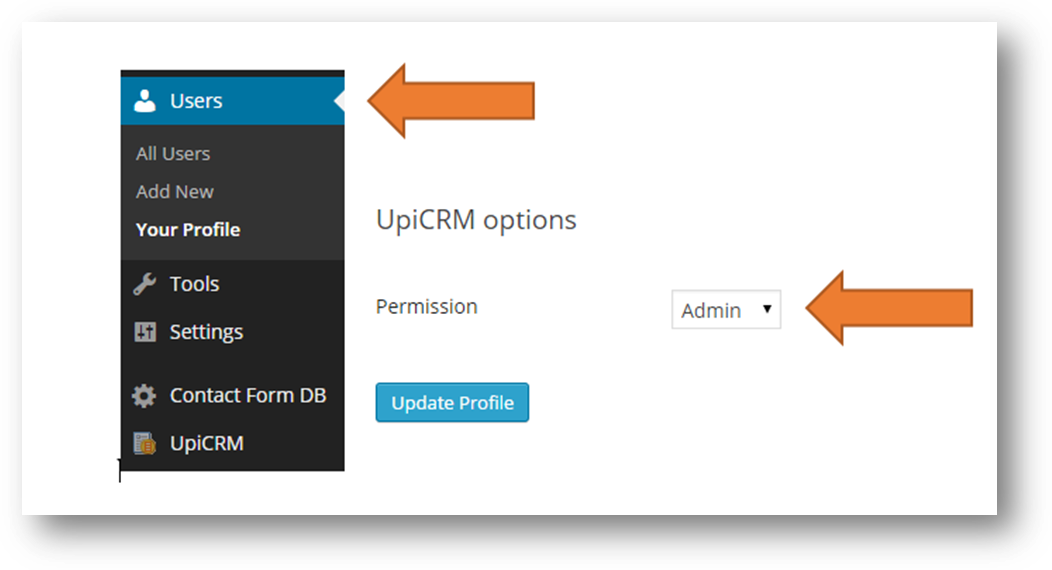 Users
All Users
Add New
Your Profile
Tools
Settings
Contact Form DB
UpiCRM
UpiCRM options
Permission
Admin
Update Profile